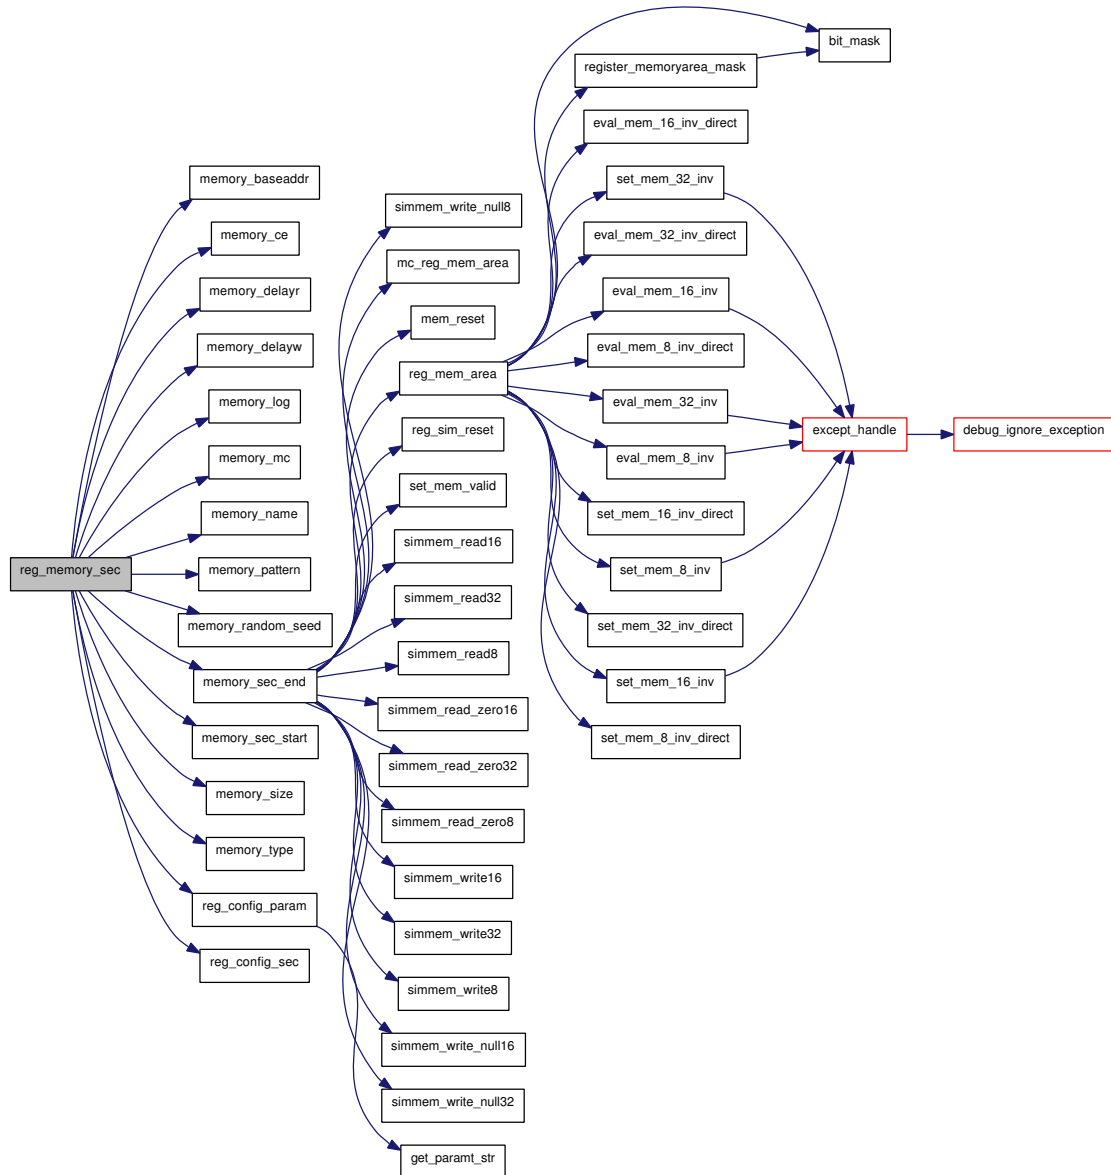 reg_memory_sec
memory_baseaddr
memory_ce
memory_delayr
memory_delayw
memory_log
memory_mc
memory_name
memory_pattern
memory_random_seed
memory_sec_end
memory_sec_start
memory_size
memory_type
reg_config_param
reg_config_sec
simmem_write_null8
mc_reg_mem_area
mem_reset
reg_mem_area
reg_sim_reset
set_mem_valid
simmem_read16
simmem_read32
simmem_read8
simmem_read_zero16
simmem_read_zero32
simmem_read_zero8
simmem_write16
simmem_write32
simmem_write8
simmem_write_null16
simmem_write_null32
get_paramt_str
register_memoryarea_mask
eval_mem_16_inv_direct
set_mem_32_inv
eval_mem_32_inv_direct
eval_mem_16_inv
eval_mem_8_inv_direct
eval_mem_32_inv
eval_mem_8_inv
set_mem_16_inv_direct
set_mem_8_inv
set_mem_32_inv_direct
set_mem_16_inv
set_mem_8_inv_direct
bit_mask
except_handle
debug_ignore_exception